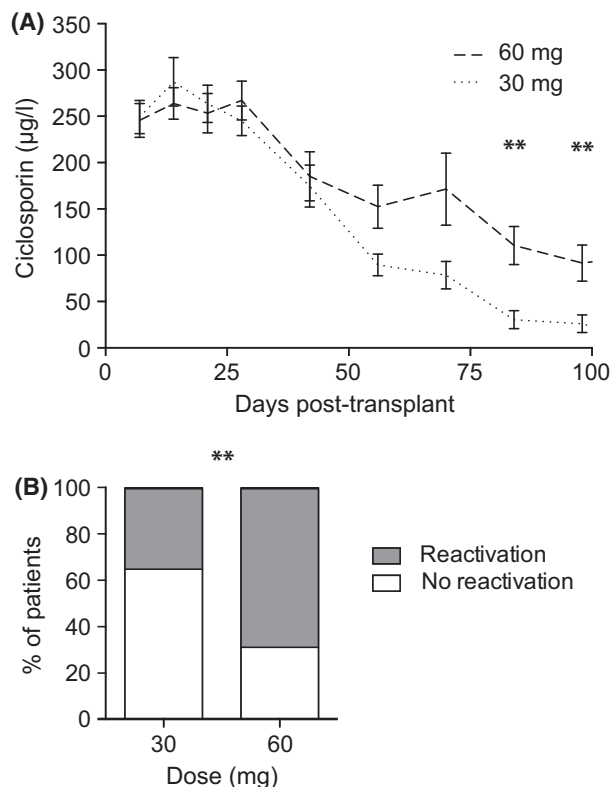 (A)
350
300
250
200
150
100
50
0
Ciclosporin (µg/l)
60 mg
30 mg
** **
0 25 50 75 100
Days post-transplant
(B)
**
100
80
60
40
20
0
% of patients
Reactivation
No reactivation
30 60
Dose (mg)